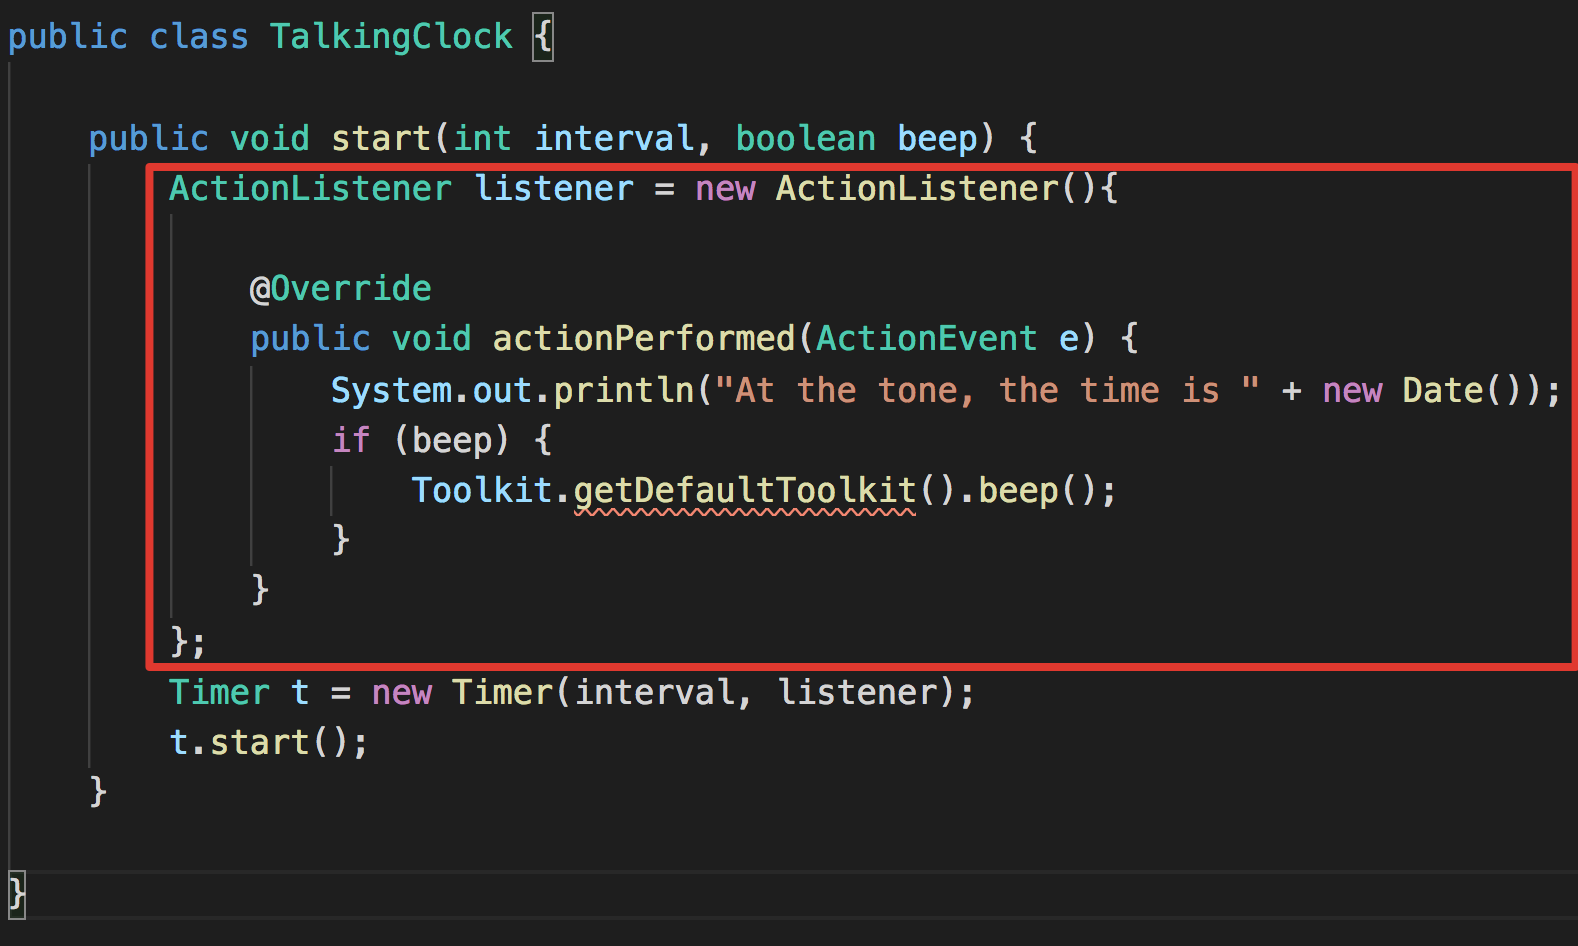 public class TalkingClock {
public void start(int interval, boolean beep) {
ActionListener listener = new ActionListener(){
@Override
public void actionPerformed(ActionEvent e) {
System.out.println("At the tone, the time is " + new Date());
if (beep) {
Toolkit.getDefaultToolkit().beep();
}
}
};
Timer t = new Timer(interval, listener);
t.start();
}
}